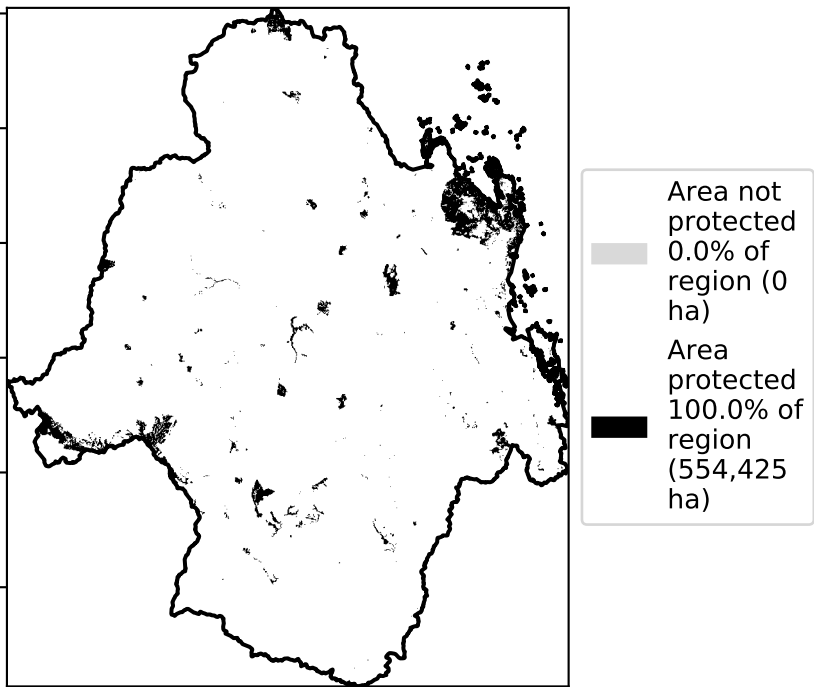 Area not
protected
0.0% of
region (0
ha)
Area
protected
100.0% of
region
(554,425
ha)